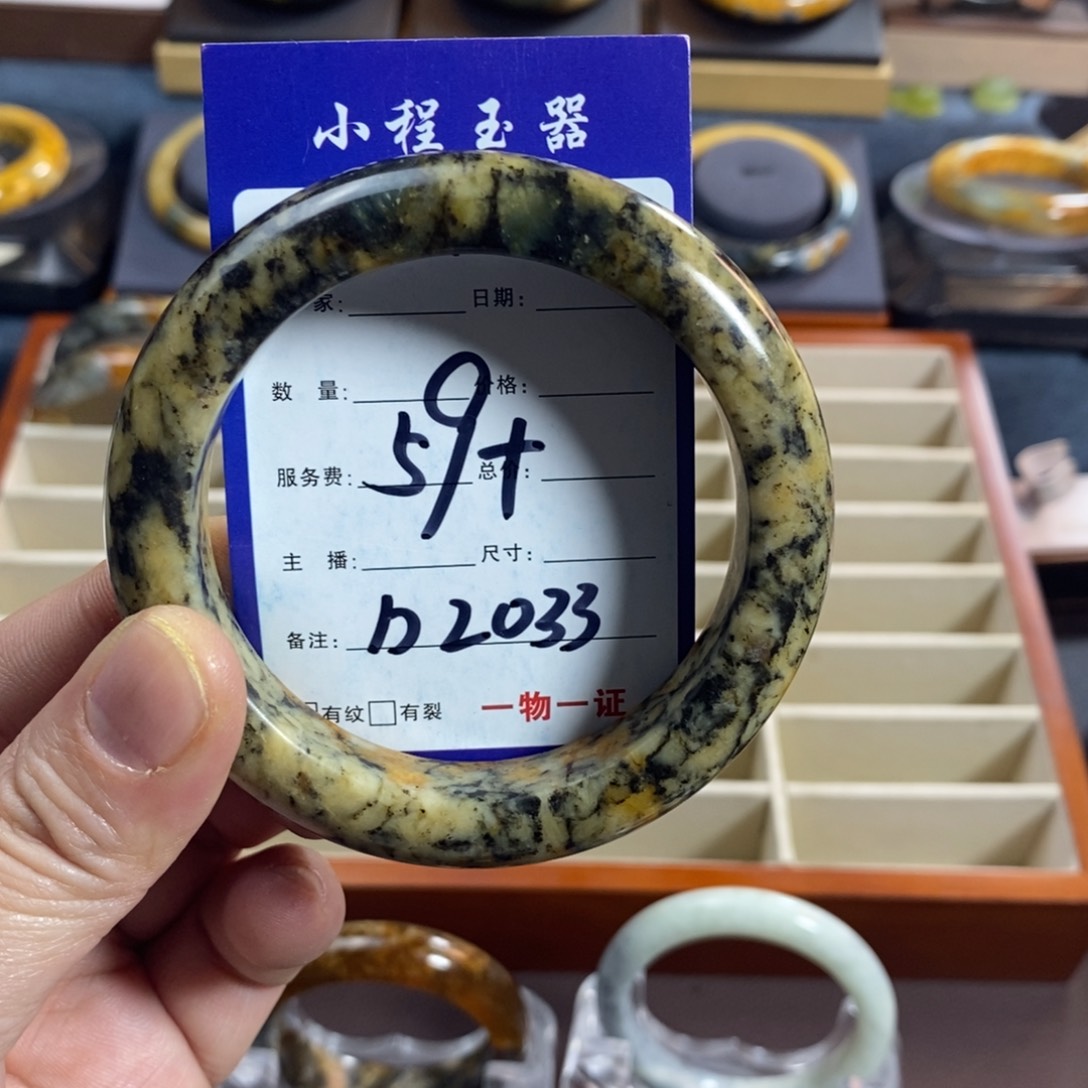 小程玉器
家: 日期:
数 量: 价格:
59+
服务费: 总价:
主 播: 尺寸:
备注: D2033
有纹 □有裂 一物一证